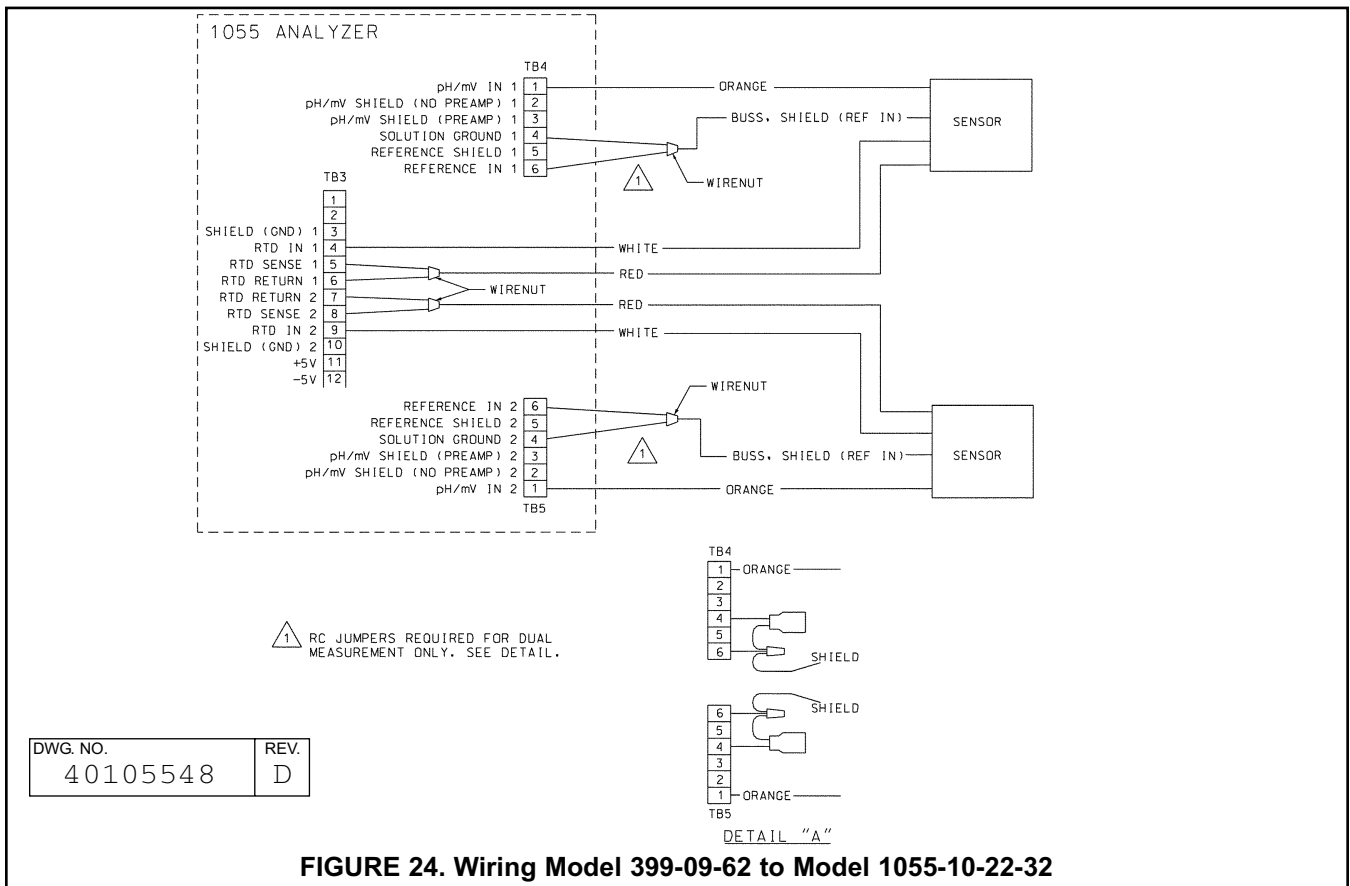 1055 ANALYZER
TB4
pH/mV IN 1 1 ORANGE
pH/mV SHIELD (NO PREAMP) 1 2
pH/mV SHIELD (PREAMP) 1 3
SOLUTION GROUND 1 4
REFERENCE SHIELD 1 5
REFERENCE IN 1 6
BUSS. SHIELD (REF IN)
SENSOR
1
WIRENUT
TB3
1
2
SHIELD (GND) 1 3
RTD IN 1 4 WHITE
RTD SENSE 1 5
RTD RETURN 1 6
RTD RETURN 2 7
RTD SENSE 2 8
RTD IN 2 9 WHITE
SHIELD (GND) 2 10
+5V 11
-5V 12
RED
WIRENUT
RED
WIRENUT
REFERENCE IN 2 6
REFERENCE SHIELD 2 5
SOLUTION GROUND 2 4
pH/mV SHIELD (PREAMP) 2 3
pH/mV SHIELD (NO PREAMP) 2 2
pH/mV IN 2 1 ORANGE
TB5
1
BUSS. SHIELD (REF IN)
SENSOR
TB4
1 ORANGE
2
3
4
5
6
SHIELD
1 RC JUMPERS REQUIRED FOR DUAL
MEASUREMENT ONLY. SEE DETAIL.
SHIELD
6
5
4
3
2
1 ORANGE
TB5
DETAIL "A"
DWG. NO. REV.
40105548 D
FIGURE 24. Wiring Model 399-09-62 to Model 1055-10-22-32